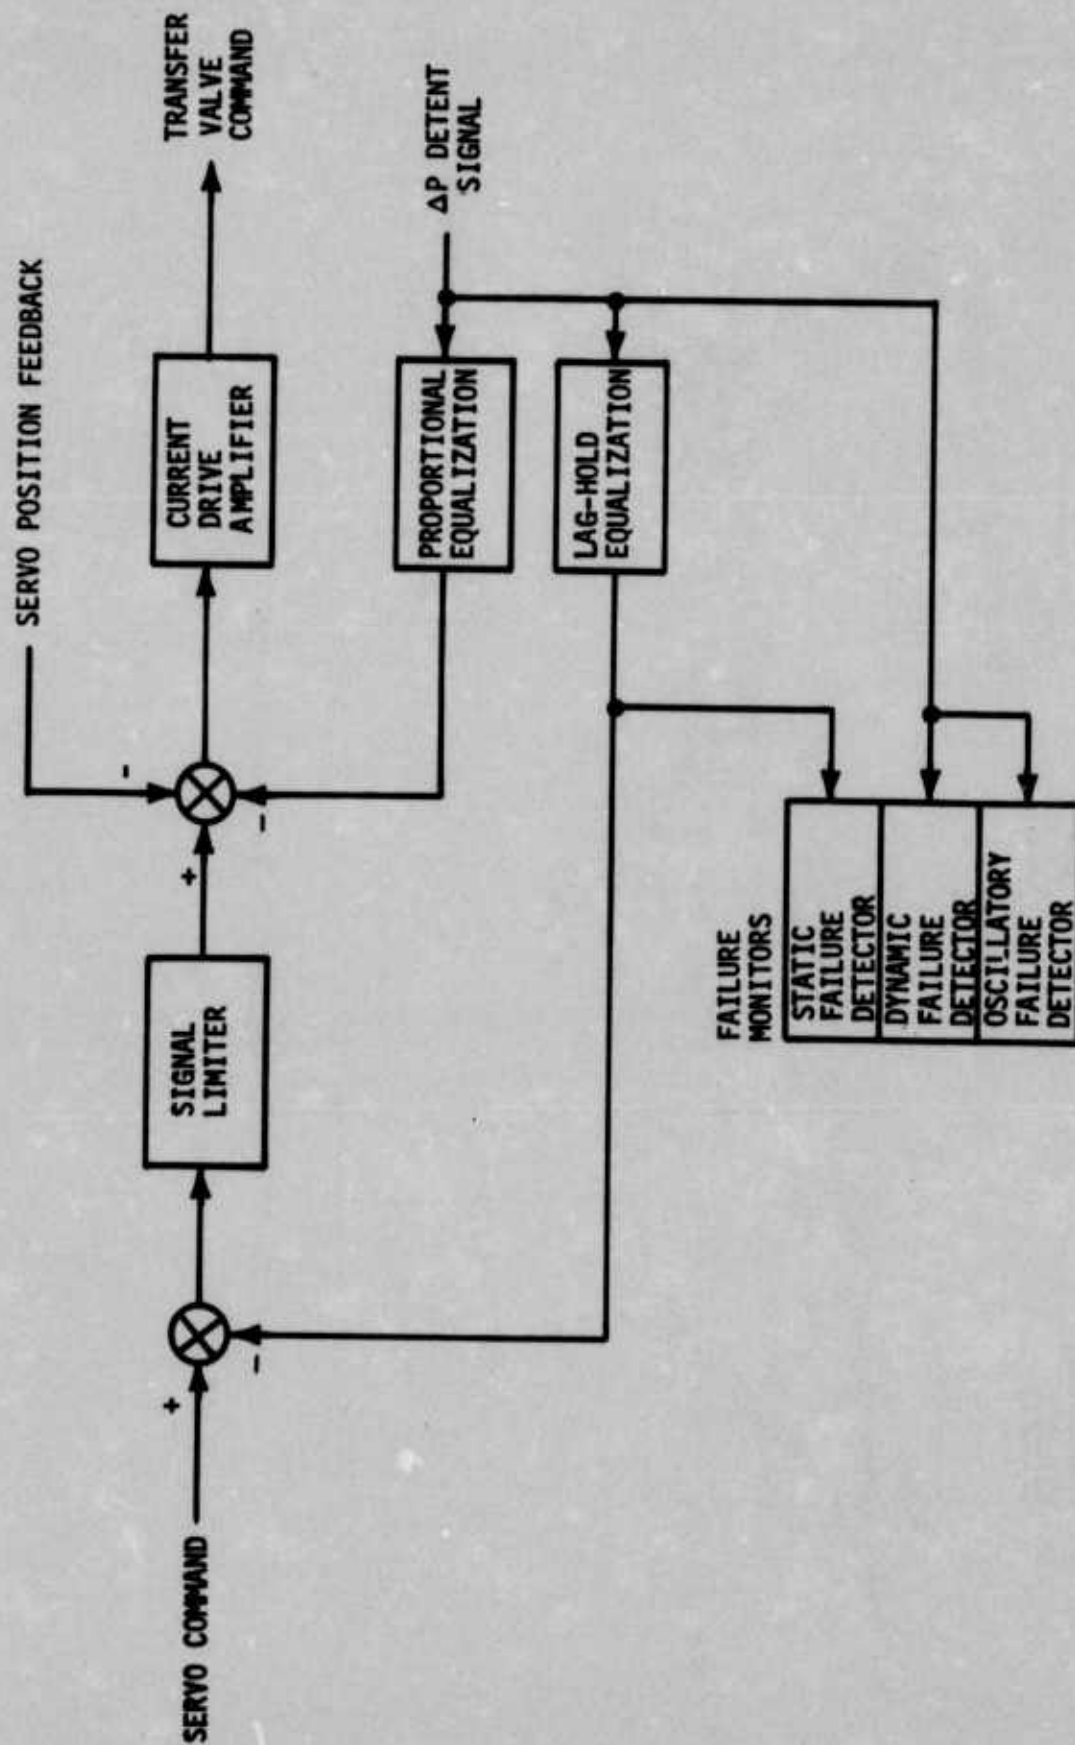 SERVO POSITION FEEDBACK
TRANSFER
VALVE
COMMAND
CURRENT
DRIVE
AMPLIFIER
-
-
+
SIGNAL
LIMITER
+
-
SERVO COMMAND
ΔP DETENT
SIGNAL
PROPORTIONAL
EQUALIZATION
LAG-HOLD
EQUALIZATION
FAILURE
MONITORS
STATIC
FAILURE
DETECTOR
DYNAMIC
FAILURE
DETECTOR
OSCILLATORY
FAILURE
DETECTOR